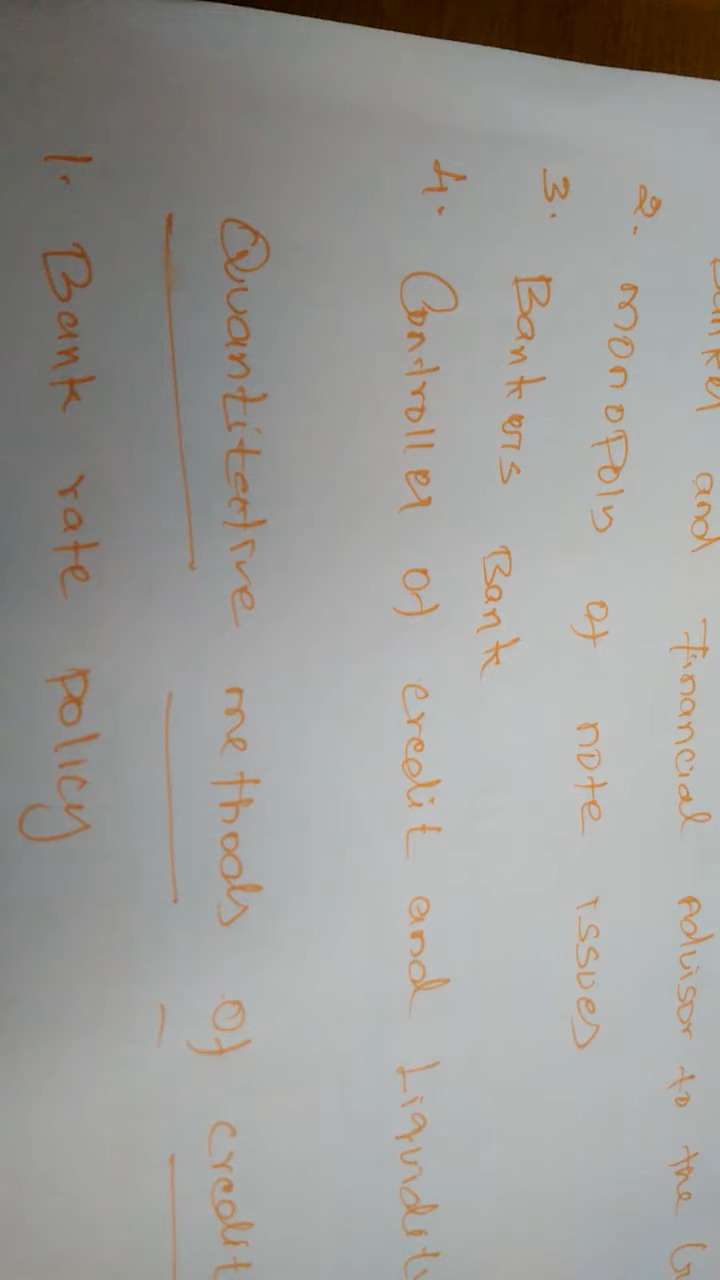 and Financial Advisor to the
2. monopoly of note issues
3. Bankers Bank
4. Controller of credit and Liquidity
Quantitative methods of credit
1. Bank rate policy